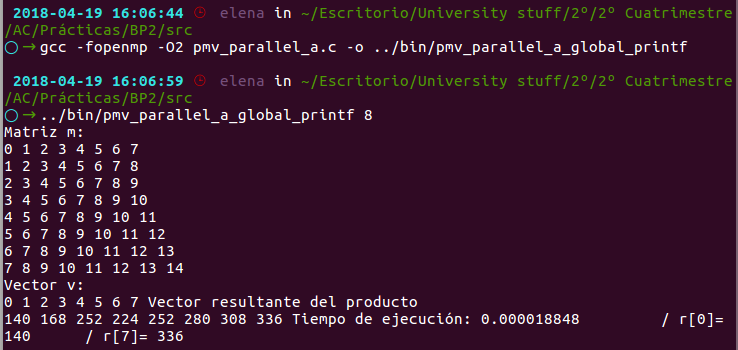 2018-04-19 16:06:44 elena in ~/Escritorio/University stuff/2º/2º Cuatrimestre
/AC/Prácticas/BP2/src
○ → gcc -fopenmp -O2 pmv_parallel_a.c -o ../bin/pmv_parallel_a_global_printf
2018-04-19 16:06:59 elena in ~/Escritorio/University stuff/2º/2º Cuatrimestre
/AC/Prácticas/BP2/src
○ → ../bin/pmv_parallel_a_global_printf 8
Matriz m:
0 1 2 3 4 5 6 7
1 2 3 4 5 6 7 8
2 3 4 5 6 7 8 9
3 4 5 6 7 8 9 10
4 5 6 7 8 9 10 11
5 6 7 8 9 10 11 12
6 7 8 9 10 11 12 13
7 8 9 10 11 12 13 14
Vector v:
0 1 2 3 4 5 6 7 Vector resultante del producto
140 168 252 224 252 280 308 336 Tiempo de ejecución: 0.000018848 / r[0]=
140 / r[7]= 336